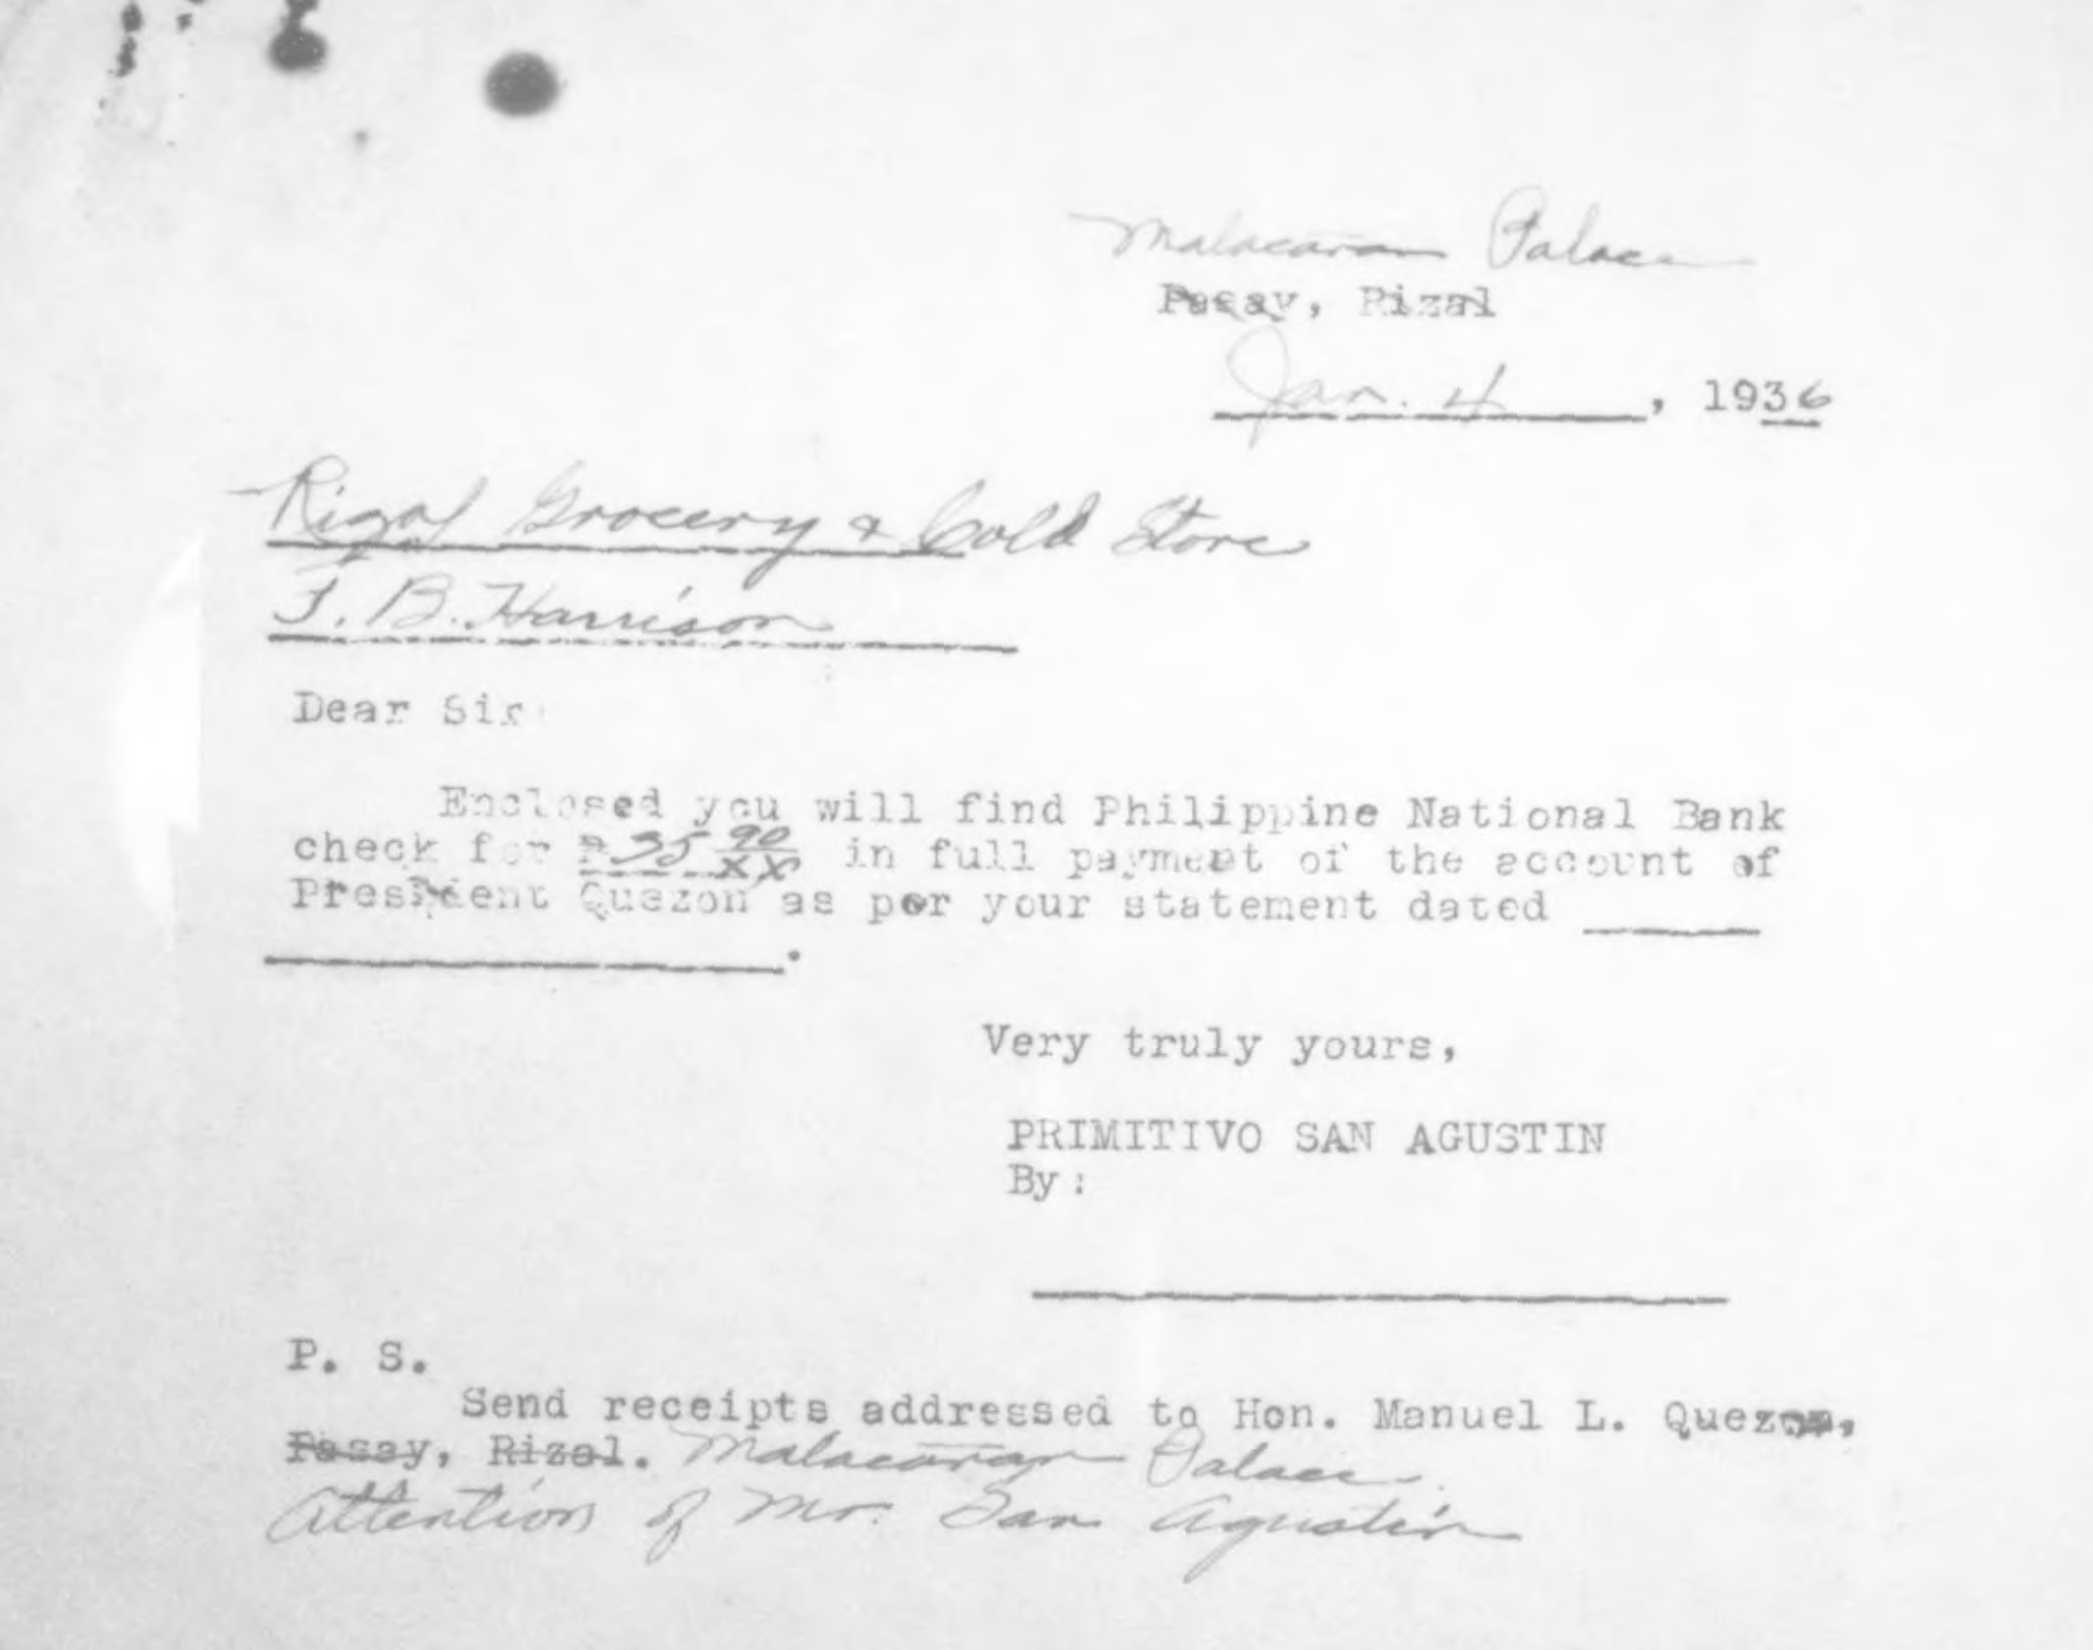 Malacañan Palace
Pasay, Rizal
Jan. 4, 1936
Rizal Grocery & Cold Store
F. B. Harrison
Dear Sir
Enclosed you will find Philippine National Bank
check for ₱35 90/xx in full payment of the account of
President Quezon as per your statement dated ______
____________.
Very truly yours,
PRIMITIVO SAN AGUSTIN
By:
P. S.
Send receipts addressed to Hon. Manuel L. Quezon,
Pasay, Rizal. Malacañan Palace.
Attention of Mr. San Agustin